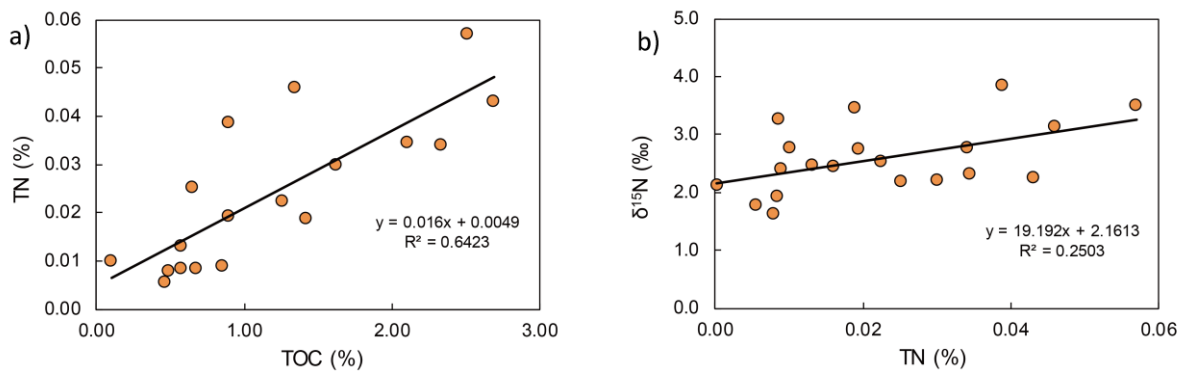 a)
0.06
0.05
0.04
0.03
0.02
0.01
0.00
TN (%)
y = 0.016x + 0.0049
R² = 0.6423
0.00 1.00 2.00 3.00
TOC (%)
b)
5.0
4.0
3.0
2.0
1.0
0.0
δ¹⁵N (‰)
y = 19.192x + 2.1613
R² = 0.2503
0.00 0.02 0.04 0.06
TN (%)